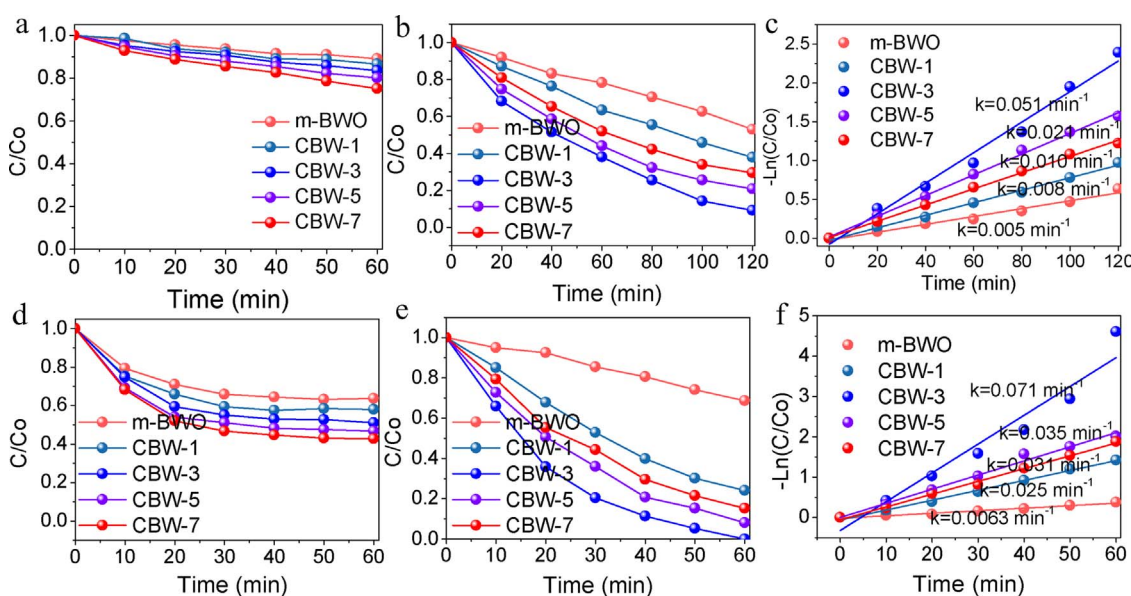 a
C/Co
1.0
0.8
0.6
0.4
0.2
0.0
m-BWO
CBW-1
CBW-3
CBW-5
CBW-7
0 10 20 30 40 50 60
Time (min)
b
C/Co
1.0
0.8
0.6
0.4
0.2
0.0
m-BWO
CBW-1
CBW-3
CBW-5
CBW-7
0 20 40 60 80 100 120
Time (min)
c
-Ln(C/Co)
2.5
2.0
1.5
1.0
0.5
0.0
m-BWO
CBW-1
CBW-3
CBW-5
CBW-7
k=0.051 min⁻¹
k=0.021 min⁻¹
k=0.010 min⁻¹
k=0.008 min⁻¹
k=0.005 min⁻¹
0 20 40 60 80 100 120
Time (min)
d
C/Co
1.0
0.8
0.6
0.4
0.2
0.0
m-BWO
CBW-1
CBW-3
CBW-5
CBW-7
0 10 20 30 40 50 60
Time (min)
e
C/Co
1.0
0.8
0.6
0.4
0.2
0.0
m-BWO
CBW-1
CBW-3
CBW-5
CBW-7
0 10 20 30 40 50 60
Time (min)
f
-Ln(C/Co)
5
4
3
2
1
0
m-BWO
CBW-1
CBW-3
CBW-5
CBW-7
k=0.071 min⁻¹
k=0.035 min⁻¹
k=0.031 min⁻¹
k=0.025 min⁻¹
k=0.0063 min⁻¹
0 10 20 30 40 50 60
Time (min)